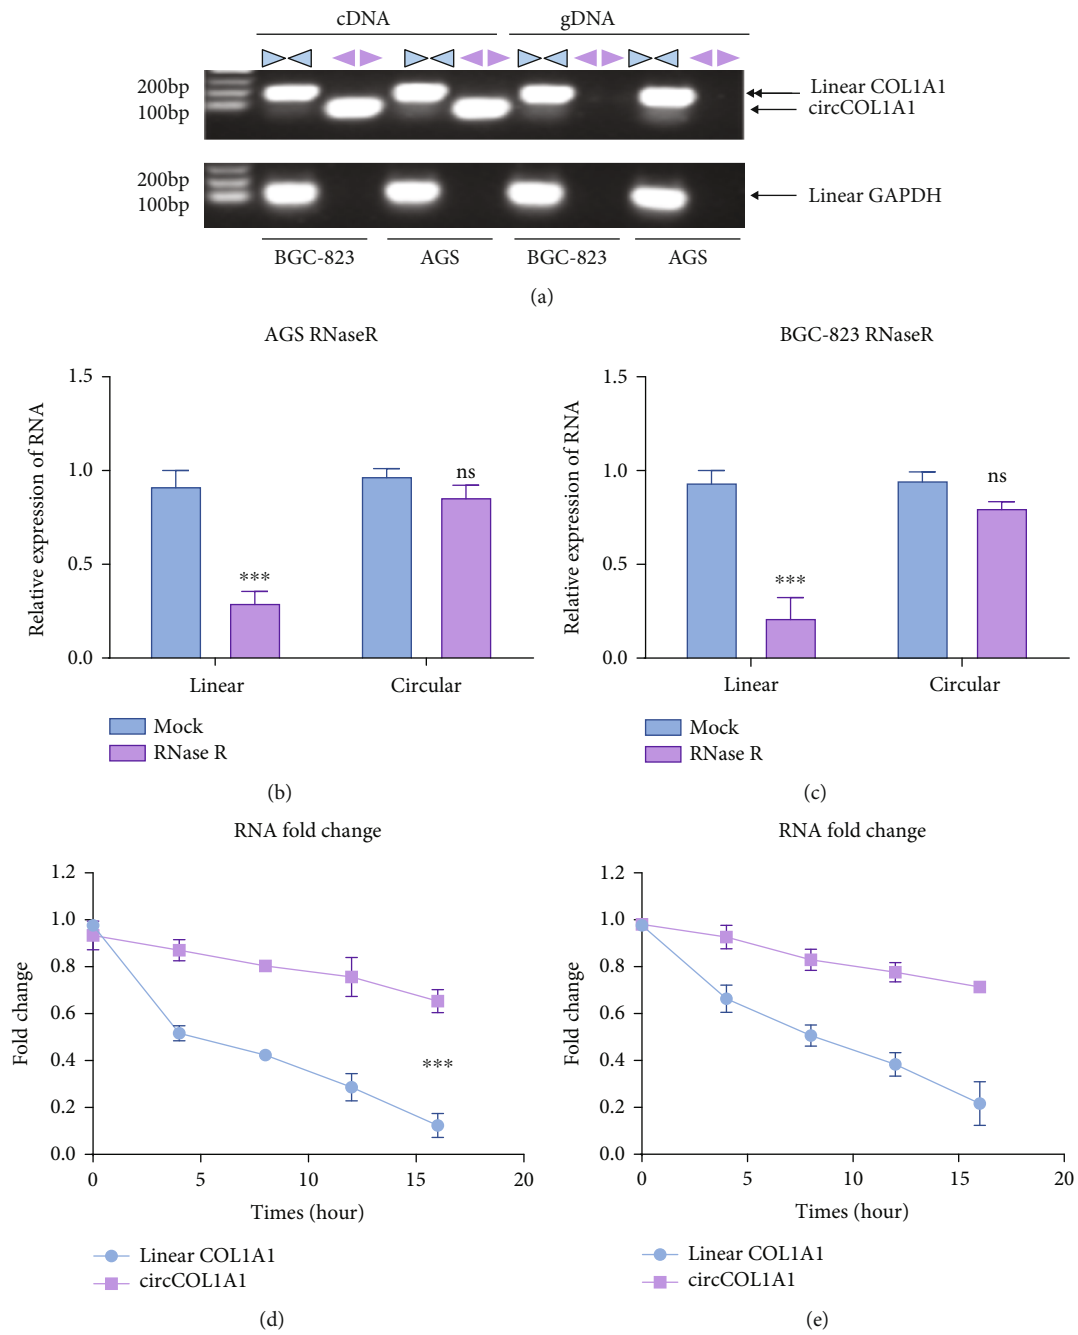 cDNA gDNA
200bp
100bp
Linear COL1A1
circCOL1A1
200bp
100bp
Linear GAPDH
BGC-823 AGS BGC-823 AGS
(a)
AGS RNaseR
Relative expression of RNA
1.5
1.0
0.5
0.0
***
ns
Linear Circular
Mock
RNase R
(b)
BGC-823 RNaseR
Relative expression of RNA
1.5
1.0
0.5
0.0
***
ns
Linear Circular
Mock
RNase R
(c)
RNA fold change
Fold change
1.2
1.0
0.8
0.6
0.4
0.2
0.0
***
0 5 10 15 20
Times (hour)
Linear COL1A1
circCOL1A1
(d)
RNA fold change
Fold change
1.2
1.0
0.8
0.6
0.4
0.2
0.0
0 5 10 15 20
Times (hour)
Linear COL1A1
circCOL1A1
(e)